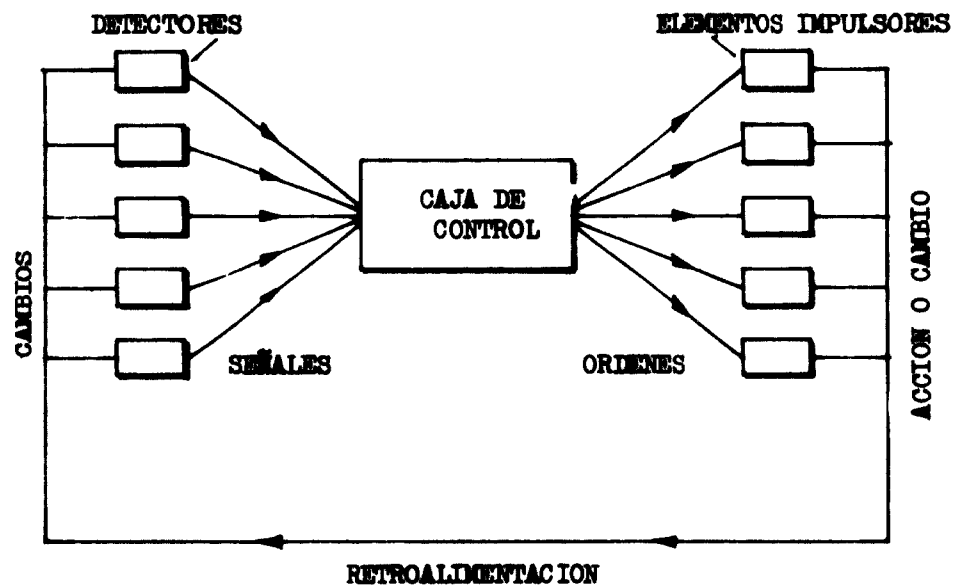 DETECTORES
ELEMENTOS IMPULSORES
CAJA DE
CONTROL
CAMBIOS
ACCION O CAMBIO
SEÑALES
ORDENES
RETROALIMENTACION